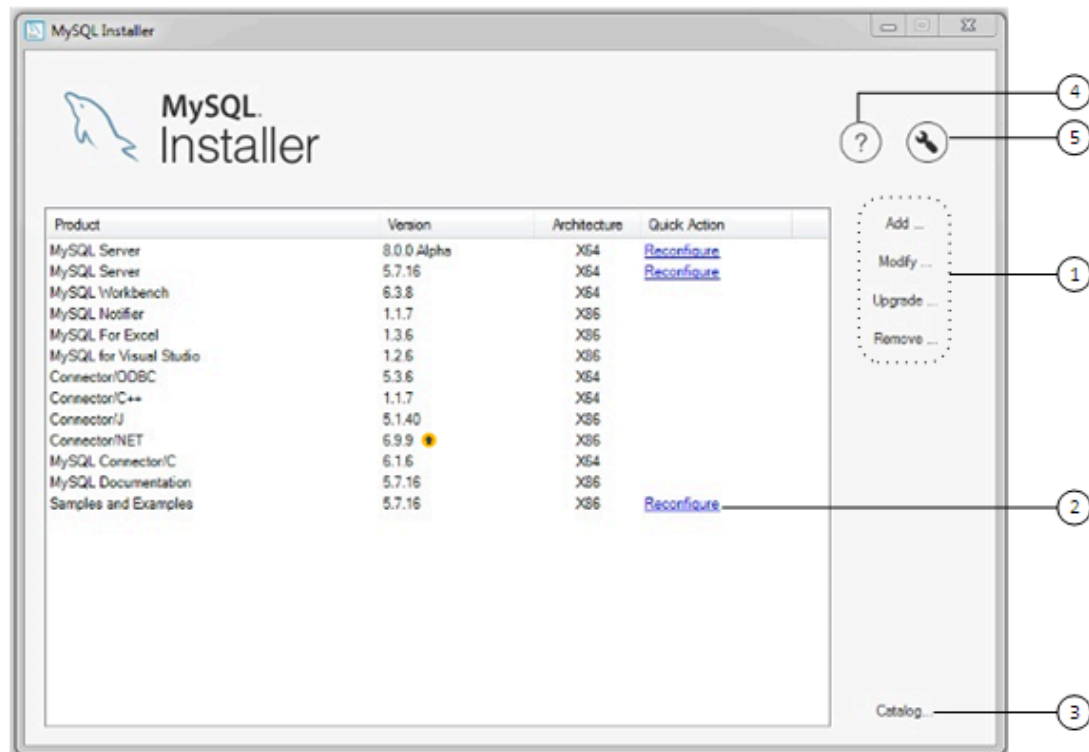 MySQL Installer
MySQL.
Installer
4
? 5
Product Version Architecture Quick Action
MySQL Server 8.0.0 Alpha X64 Reconfigure
MySQL Server 5.7.16 X64 Reconfigure
MySQL Workbench 6.3.8 X64
MySQL Notifier 1.1.7 X86
MySQL For Excel 1.3.6 X86
MySQL for Visual Studio 1.2.6 X86
Connector/ODBC 5.3.6 X64
Connector/C++ 1.1.7 X64
Connector/J 5.1.40 X86
Connector/NET 6.9.9 X86
MySQL Connector/C 6.1.6 X64
MySQL Documentation 5.7.16 X86
Samples and Examples 5.7.16 X86 Reconfigure
Add ...
Modify ...
Upgrade ...
Remove ...
1
2
Catalog...
3